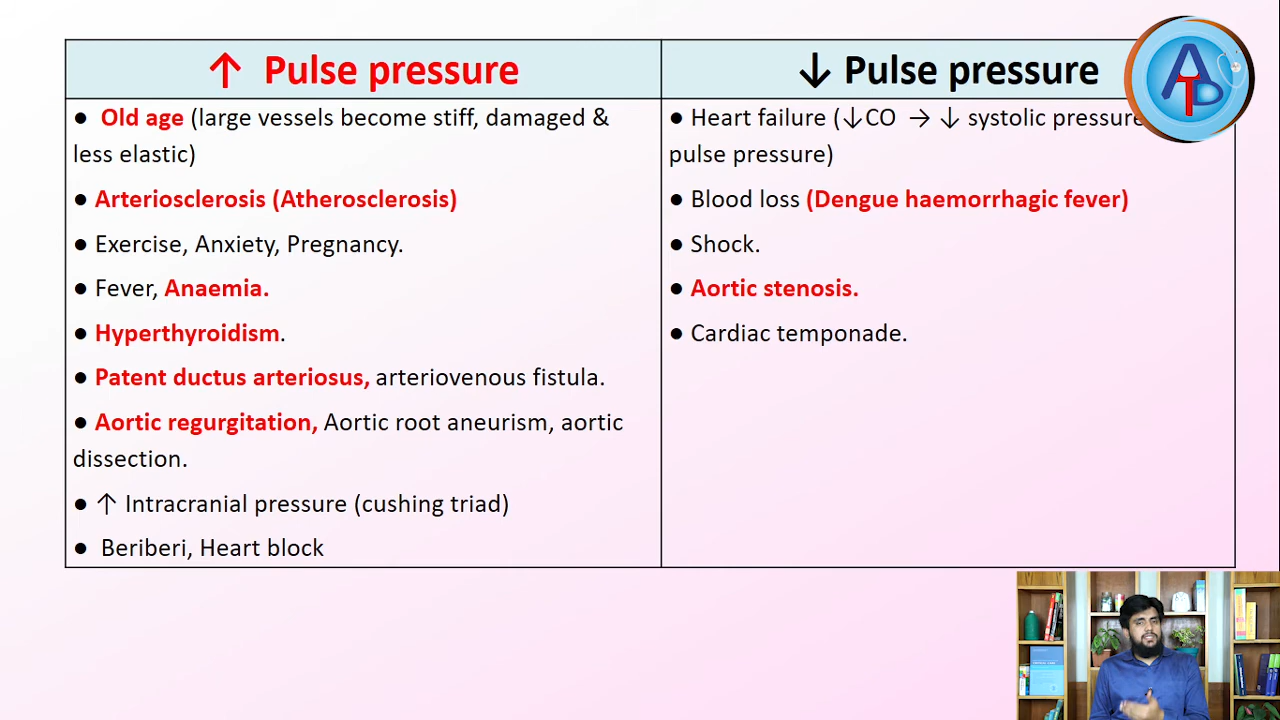 ↑ Pulse pressure
● Old age (large vessels become stiff, damaged &
less elastic)
● Arteriosclerosis (Atherosclerosis)
● Exercise, Anxiety, Pregnancy.
● Fever, Anaemia.
● Hyperthyroidism.
● Patent ductus arteriosus, arteriovenous fistula.
● Aortic regurgitation, Aortic root aneurism, aortic
dissection.
● ↑ Intracranial pressure (cushing triad)
● Beriberi, Heart block
↓ Pulse pressure
● Heart failure (↓CO → ↓ systolic pressure
pulse pressure)
● Blood loss (Dengue haemorrhagic fever)
● Shock.
● Aortic stenosis.
● Cardiac temponade.
ATD